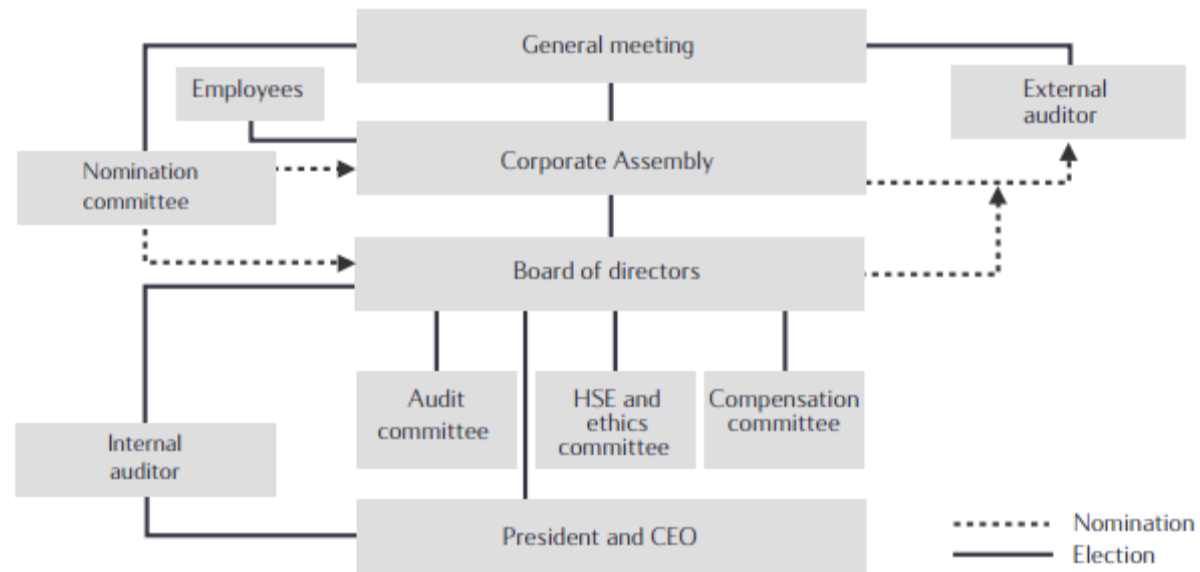 General meeting
Employees
External
auditor
Corporate Assembly
Nomination
committee
Board of directors
Audit
committee
HSE and
ethics
committee
Compensation
committee
Internal
auditor
President and CEO
Nomination
Election